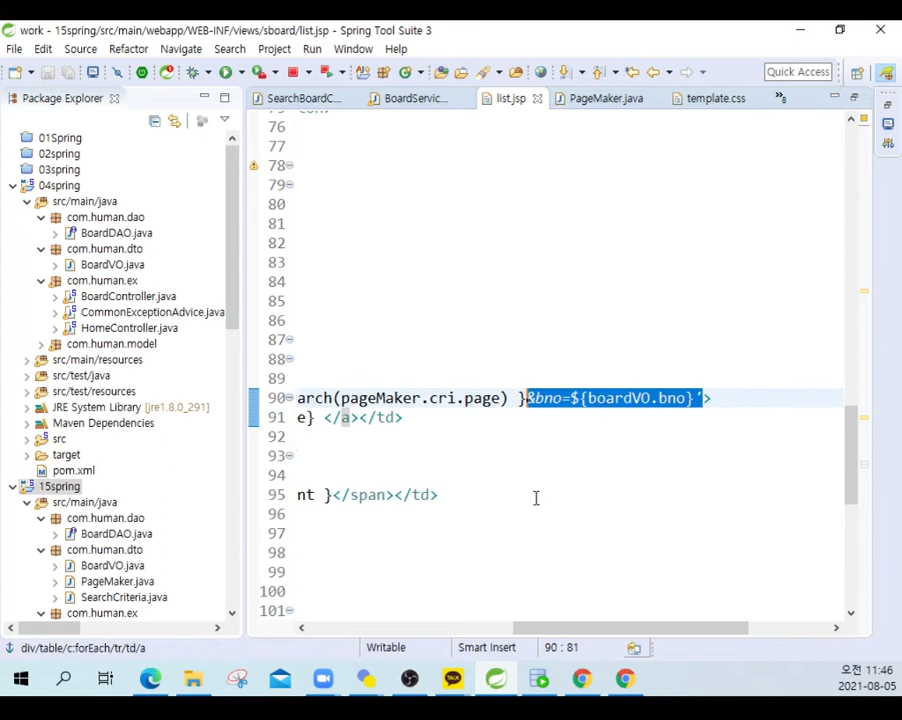 work - 15spring/src/main/webapp/WEB-INF/views/sboard/list.jsp - Spring Tool Suite 3
File Edit Source Refactor Navigate Search Project Run Window Help
Quick Access
Package Explorer
SearchBoardC...
BoardServic...
list.jsp
PageMaker.java
template.css
8
01Spring
02spring
03spring
04spring
src/main/java
com.human.dao
BoardDAO.java
com.human.dto
BoardVO.java
com.human.ex
BoardController.java
CommonExceptionAdvice.java
HomeController.java
com.human.model
src/main/resources
src/test/java
src/test/resources
JRE System Library [jre1.8.0_291]
Maven Dependencies
src
target
pom.xml
15spring
src/main/java
com.human.dao
BoardDAO.java
com.human.dto
BoardVO.java
PageMaker.java
SearchCriteria.java
com.human.ex
76
77
78
79
80
81
82
83
84
85
86
87
88
89
90 arch(pageMaker.cri.page) }&bno=${boardVO.bno}'>
91 e} </a></td>
92
93
94
95 nt }</span></td>
96
97
98
99
100
101
div/table/c:forEach/tr/td/a
Writable
Smart Insert
90 : 81
오전 11:46
2021-08-05